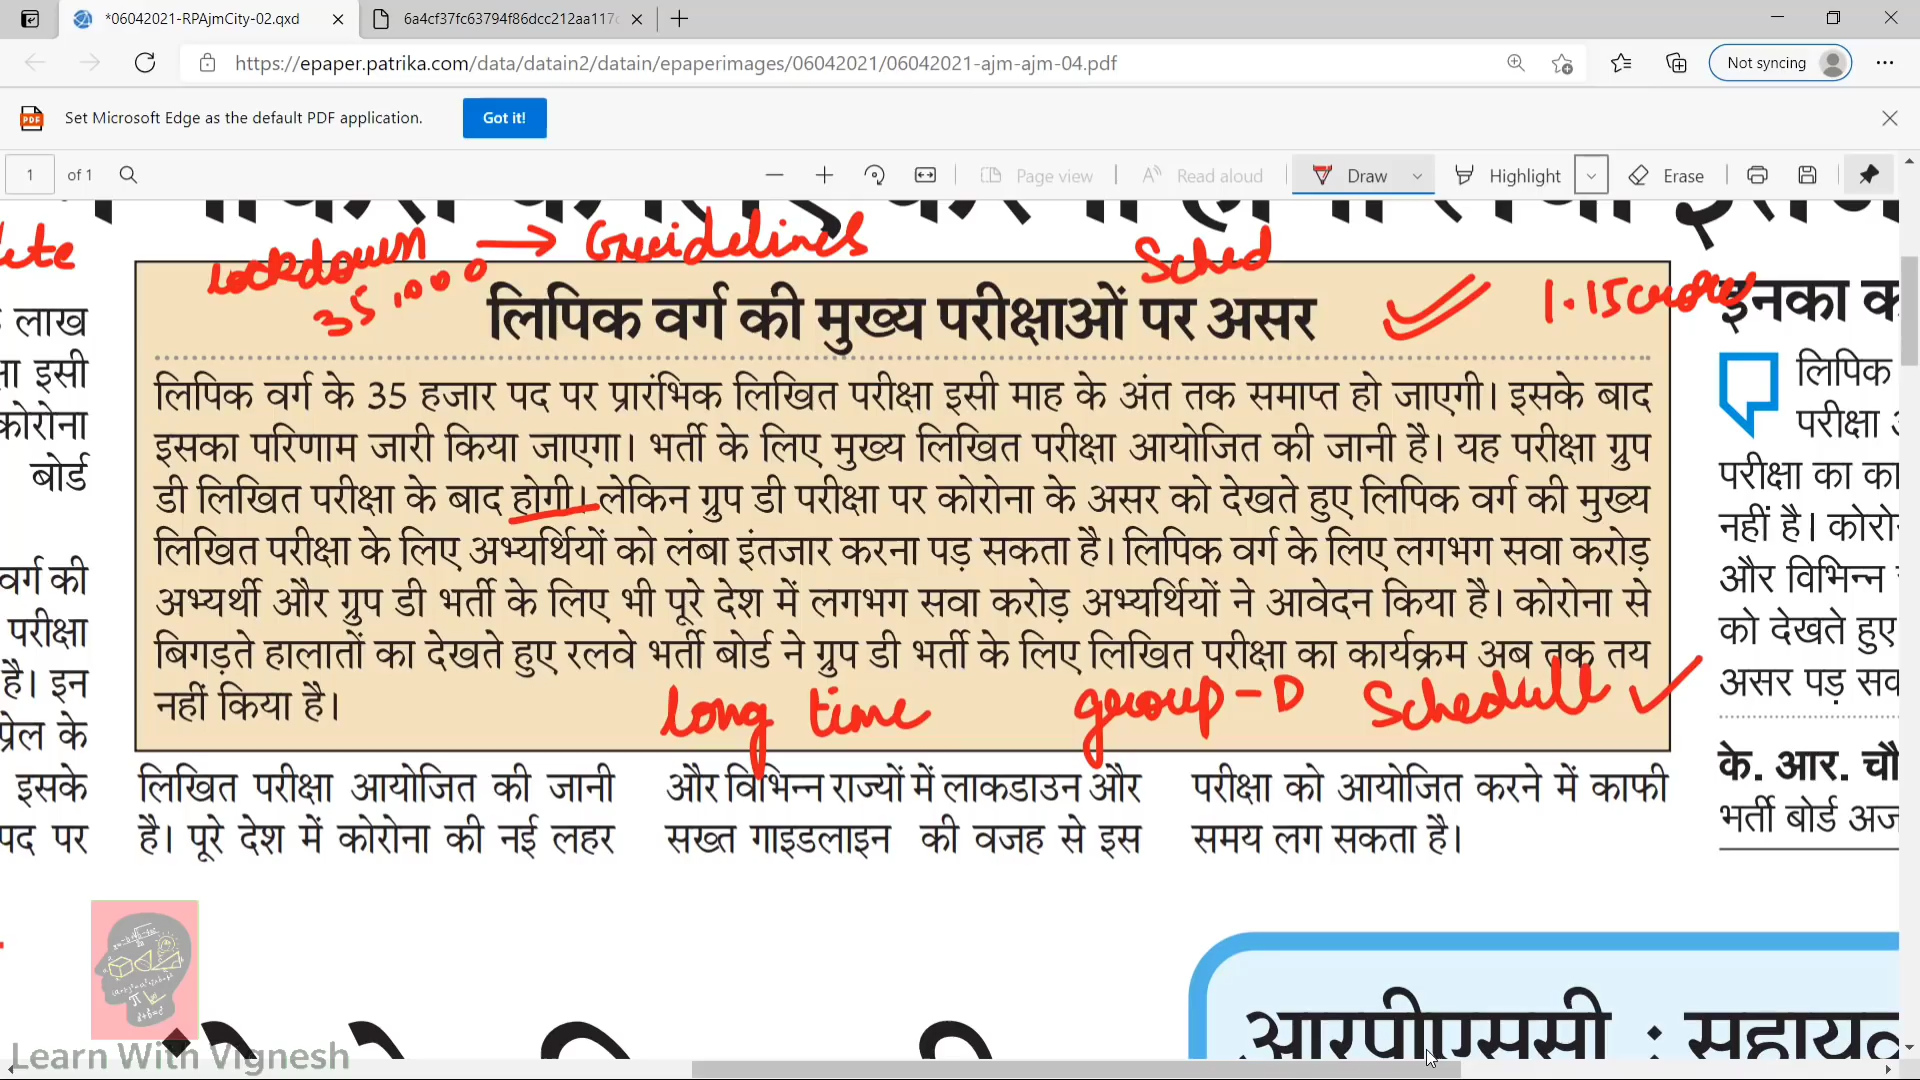 *06042021-RPAjmCity-02.qxd
6a4cf37fc63794f86dcc212aa117c
https://epaper.patrika.com/data/datain2/datain/epaperimages/06042021/06042021-ajm-ajm-04.pdf
Not syncing
PDF Set Microsoft Edge as the default PDF application. Got it!
1 of 1 Page view Read aloud Draw Highlight Erase
lockdown → Guidelines Sched
35,000 1.15 crore
लिपिक वर्ग की मुख्य परीक्षाओं पर असर
लिपिक वर्ग के 35 हजार पद पर प्रारंभिक लिखित परीक्षा इसी माह के अंत तक समाप्त हो जाएगी। इसके बाद
इसका परिणाम जारी किया जाएगा। भर्ती के लिए मुख्य लिखित परीक्षा आयोजित की जानी है। यह परीक्षा ग्रुप
डी लिखित परीक्षा के बाद होगी। लेकिन ग्रुप डी परीक्षा पर कोरोना के असर को देखते हुए लिपिक वर्ग की मुख्य
लिखित परीक्षा के लिए अभ्यर्थियों को लंबा इंतजार करना पड़ सकता है। लिपिक वर्ग के लिए लगभग सवा करोड़
अभ्यर्थी और ग्रुप डी भर्ती के लिए भी पूरे देश में लगभग सवा करोड़ अभ्यर्थियों ने आवेदन किया है। कोरोना से
बिगड़ते हालातों का देखते हुए रलवे भर्ती बोर्ड ने ग्रुप डी भर्ती के लिए लिखित परीक्षा का कार्यक्रम अब तक तय
नहीं किया है।
long time group-D Schedule
लिखित परीक्षा आयोजित की जानी
है। पूरे देश में कोरोना की नई लहर
और विभिन्न राज्यों में लाकडाउन और
सख्त गाइडलाइन की वजह से इस
परीक्षा को आयोजित करने में काफी
समय लग सकता है।
लाख
इसी
कोरोना
बोर्ड
वर्ग की
परीक्षा
है। इन
के
इसके
पद पर
इनका
लिपिक
परीक्षा
परीक्षा का
नहीं है।
और विभिन्न
को देखते हुए
असर पड़
के. आर.
भर्ती बोर्ड
आरपीएससी :
Learn With Vignesh